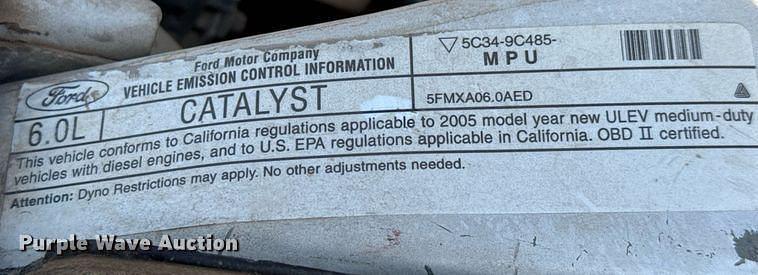 Ford
Ford Motor Company
VEHICLE EMISSION CONTROL INFORMATION
5C34-9C485-
MPU
6.0L
CATALYST
5FMXA06.0AED
This vehicle conforms to California regulations applicable to 2005 model year new ULEV medium-duty
vehicles with diesel engines, and to U.S. EPA regulations applicable in California. OBD II certified.
Attention: Dyno Restrictions may apply. No other adjustments needed.
Purple Wave Auction